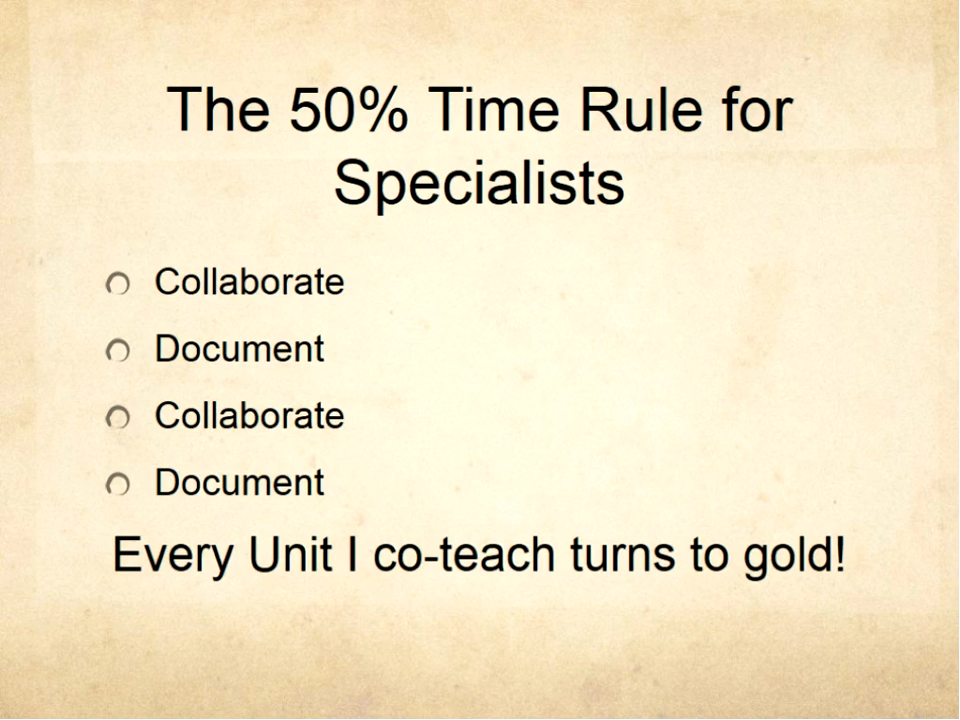 The 50% Time Rule for
Specialists
Collaborate
Document
Collaborate
Document
Every Unit I co-teach turns to gold!